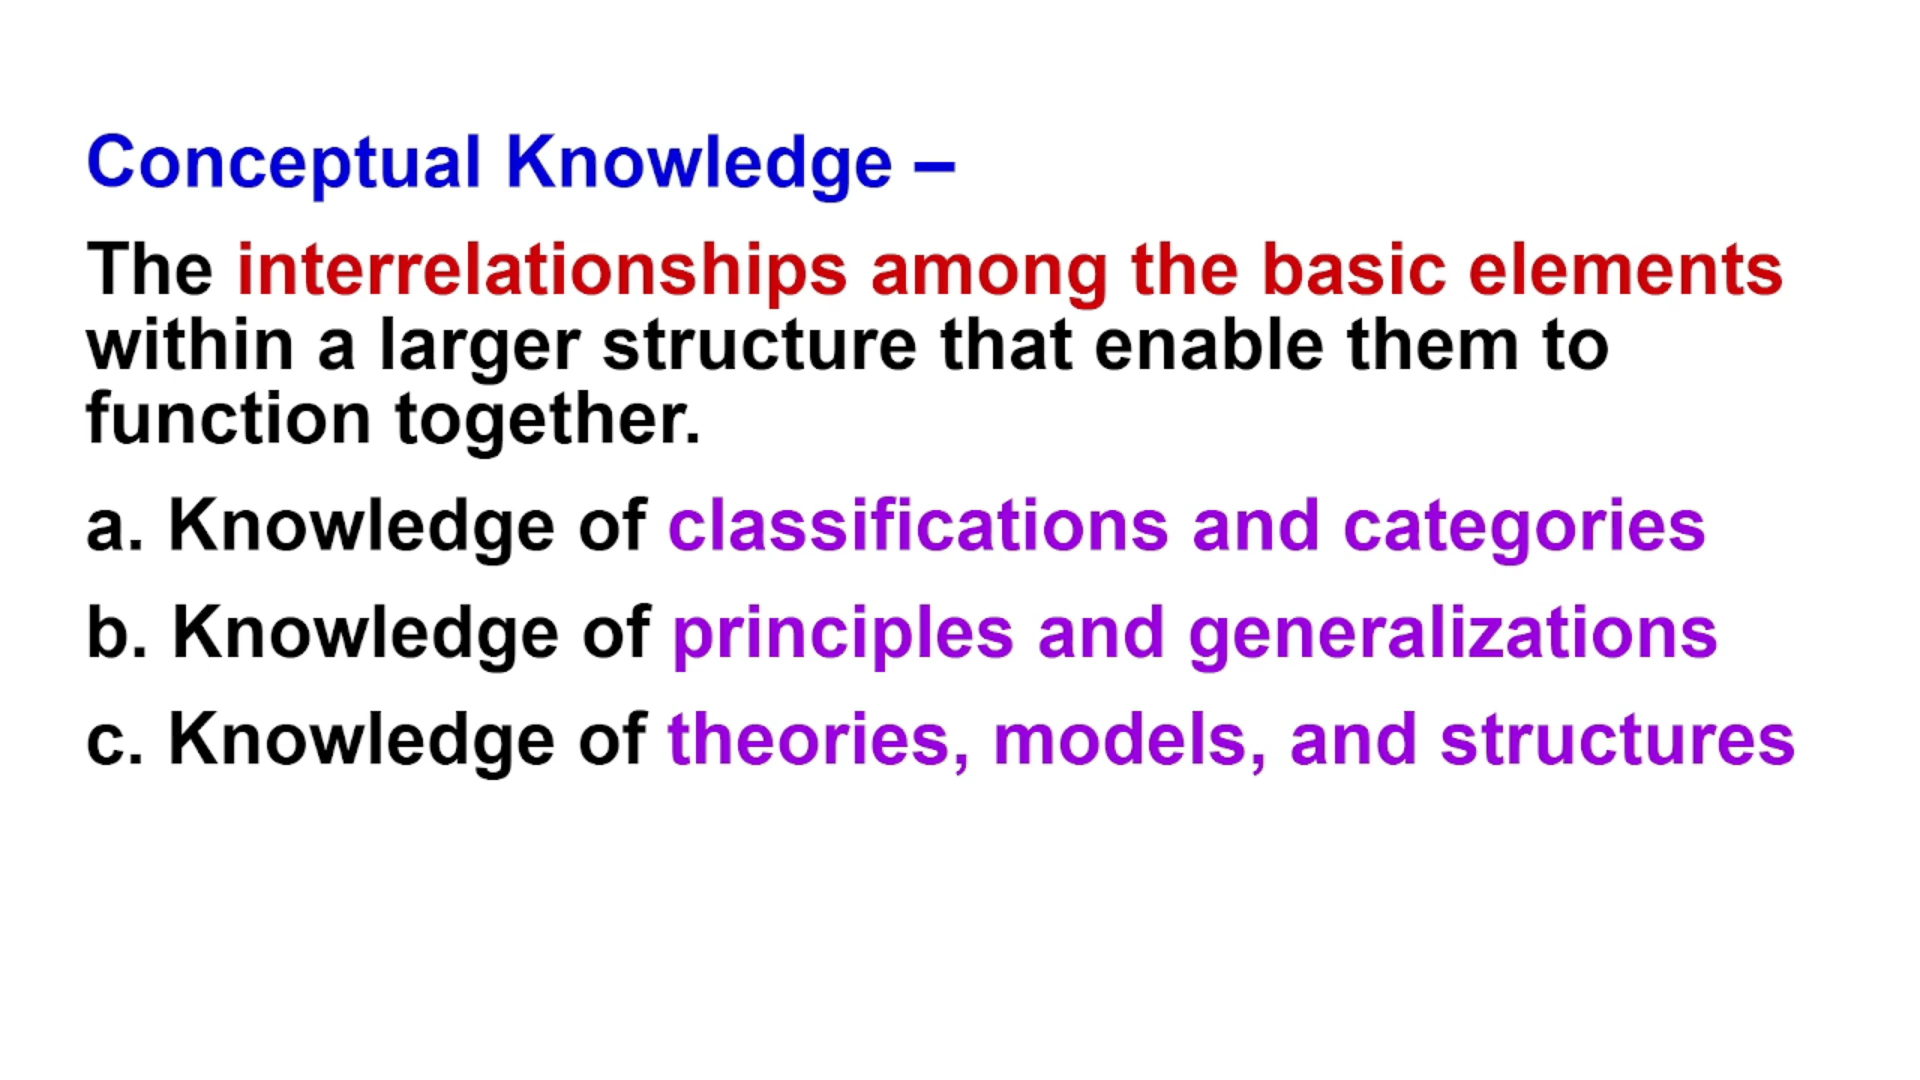 Conceptual Knowledge –
The interrelationships among the basic elements
within a larger structure that enable them to
function together.
a. Knowledge of classifications and categories
b. Knowledge of principles and generalizations
c. Knowledge of theories, models, and structures